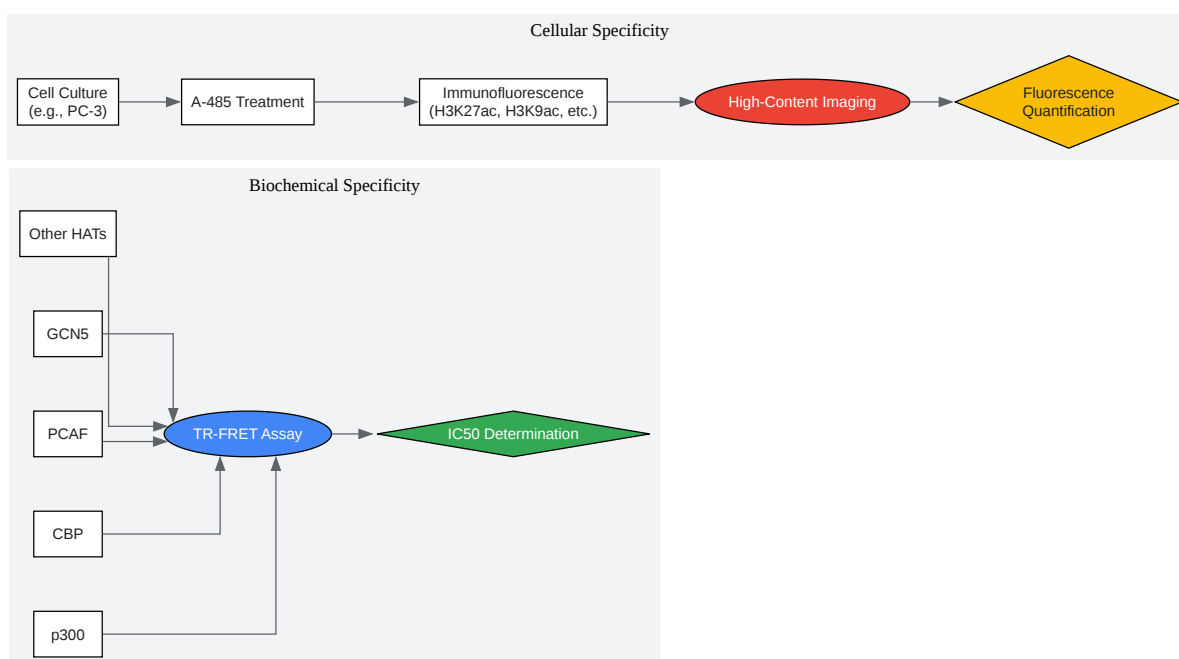 Cellular Specificity
Cell Culture
(e.g., PC-3)
A-485 Treatment
Immunofluorescence
(H3K27ac, H3K9ac, etc.)
High-Content Imaging
Fluorescence
Quantification
Biochemical Specificity
Other HATs
GCN5
PCAF
TR-FRET Assay
IC50 Determination
CBP
p300